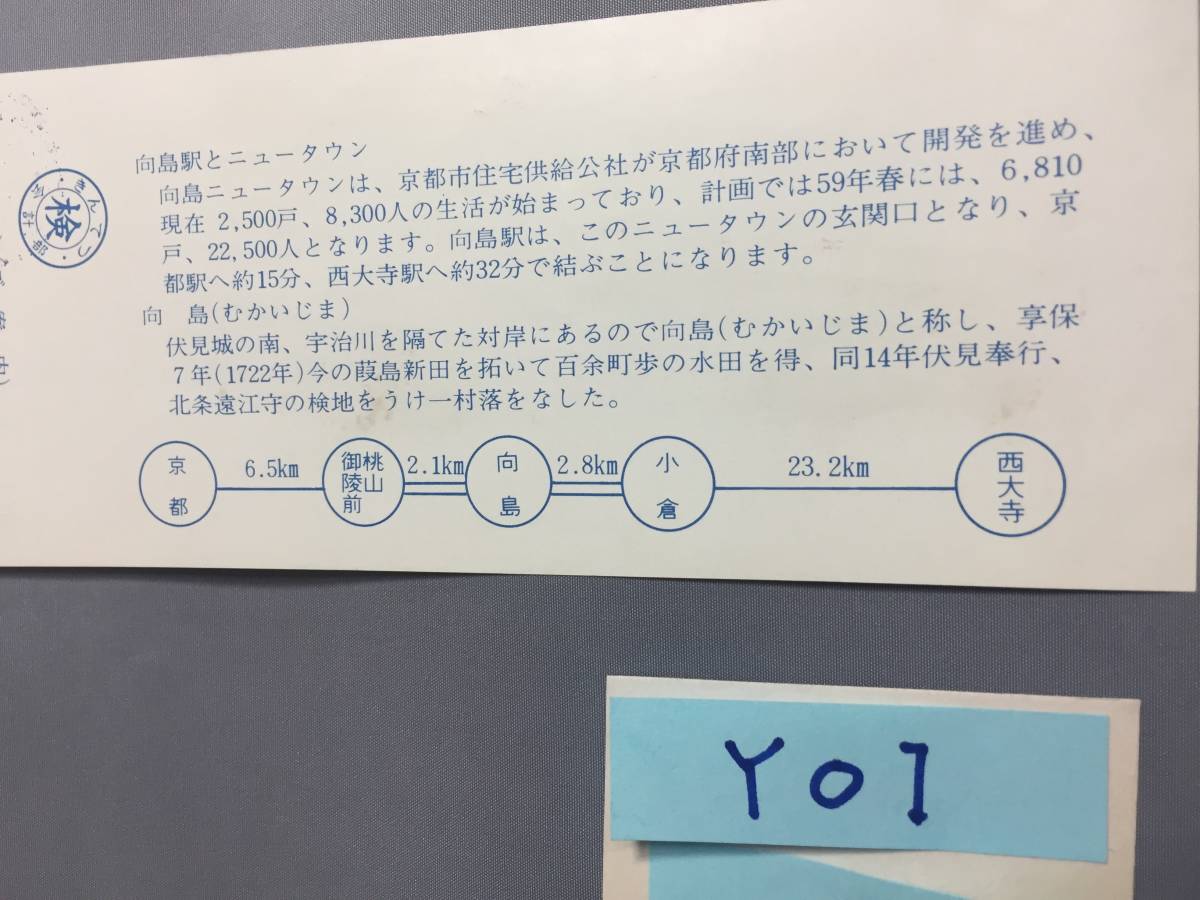 向島駅とニュータウン
向島ニュータウンは、京都市住宅供給公社が京都府南部において開発を進め、
現在 2,500戸、8,300人の生活が始まっており、計画では59年春には、6,810
戸、22,500人となります。向島駅は、このニュータウンの玄関口となり、京
都駅へ約15分、西大寺駅へ約32分で結ぶことになります。
向　島(むかいじま)
伏見城の南、宇治川を隔てた対岸にあるので向島(むかいじま)と称し、享保
7年(1722年)今の葭島新田を拓いて百余町歩の水田を得、同14年伏見奉行、
北条遠江守の検地をうけ一村落をなした。
京都 6.5km 桃山御陵前 2.1km 向島 2.8km 小倉 23.2km 西大寺
検
きんてつ
Y01